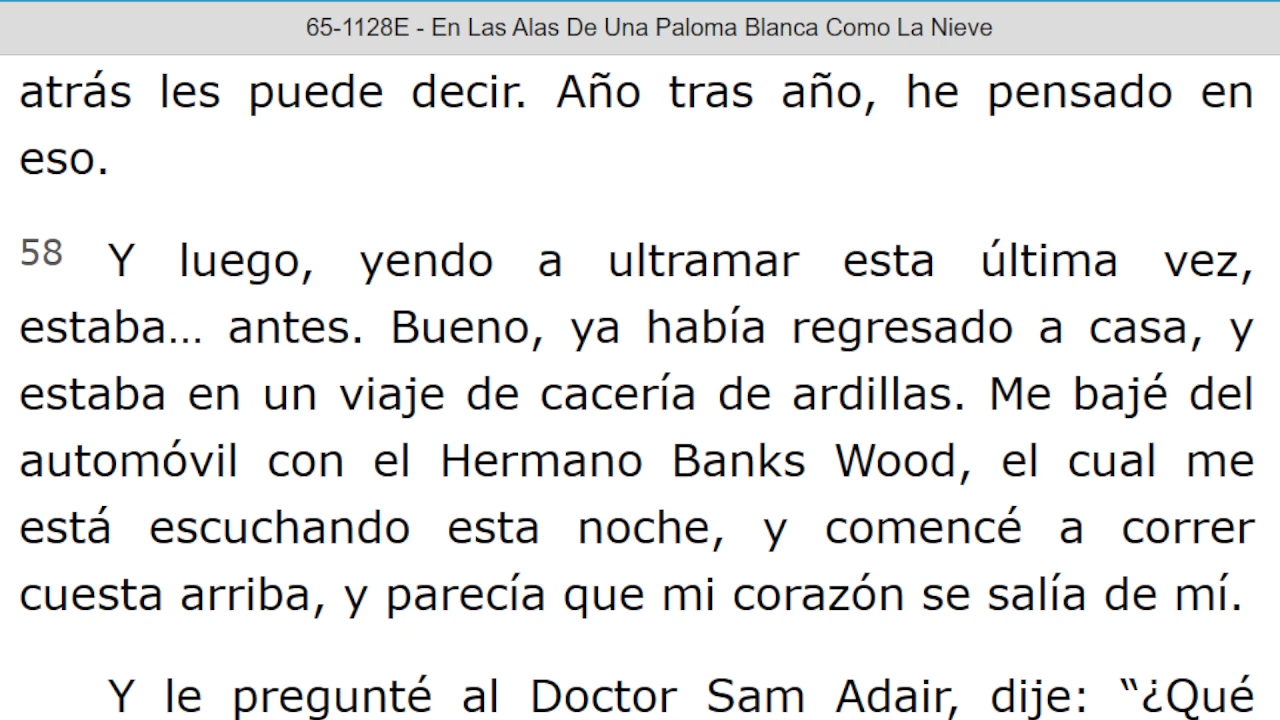 65-1128E - En Las Alas De Una Paloma Blanca Como La Nieve
atrás les puede decir. Año tras año, he pensado en
eso.
58 Y luego, yendo a ultramar esta última vez,
estaba… antes. Bueno, ya había regresado a casa, y
estaba en un viaje de cacería de ardillas. Me bajé del
automóvil con el Hermano Banks Wood, el cual me
está escuchando esta noche, y comencé a correr
cuesta arriba, y parecía que mi corazón se salía de mí.
Y le pregunté al Doctor Sam Adair, dije: “¿Qué